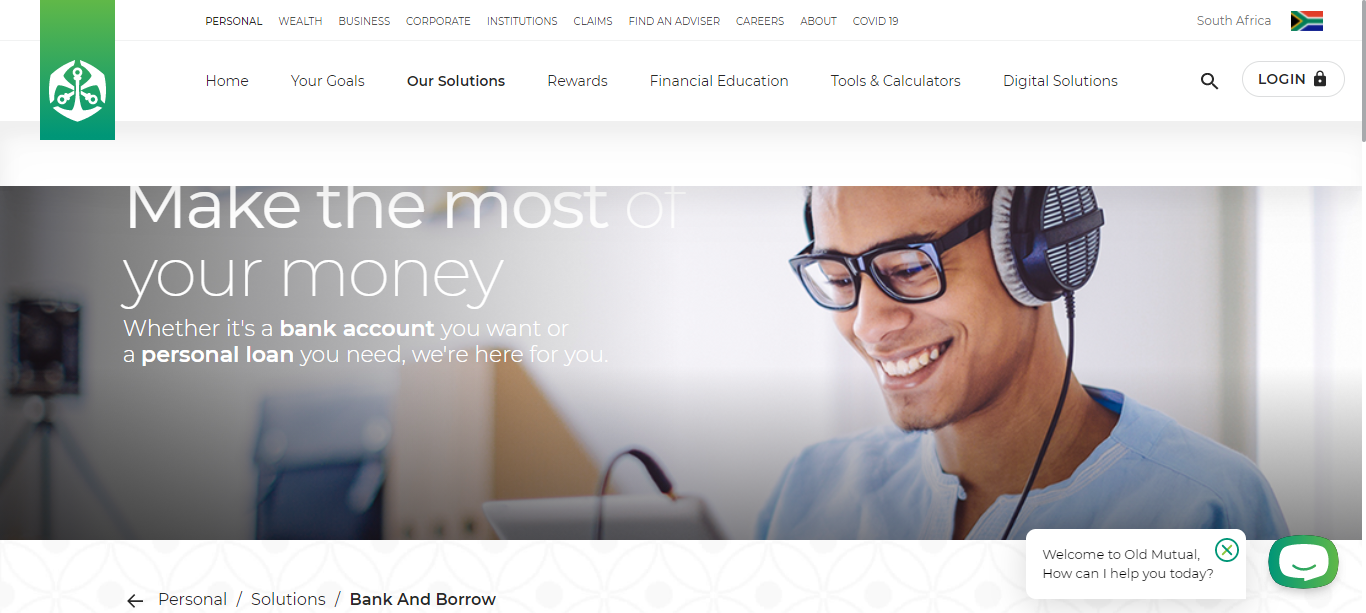 PERSONAL WEALTH BUSINESS CORPORATE INSTITUTIONS CLAIMS FIND AN ADVISER CAREERS ABOUT COVID 19 South Africa
Home Your Goals Our Solutions Rewards Financial Education Tools & Calculators Digital Solutions LOGIN
Make the most of
your money
Whether it's a bank account you want or
a personal loan you need, we're here for you.
Welcome to Old Mutual,
How can I help you today?
Personal / Solutions / Bank And Borrow